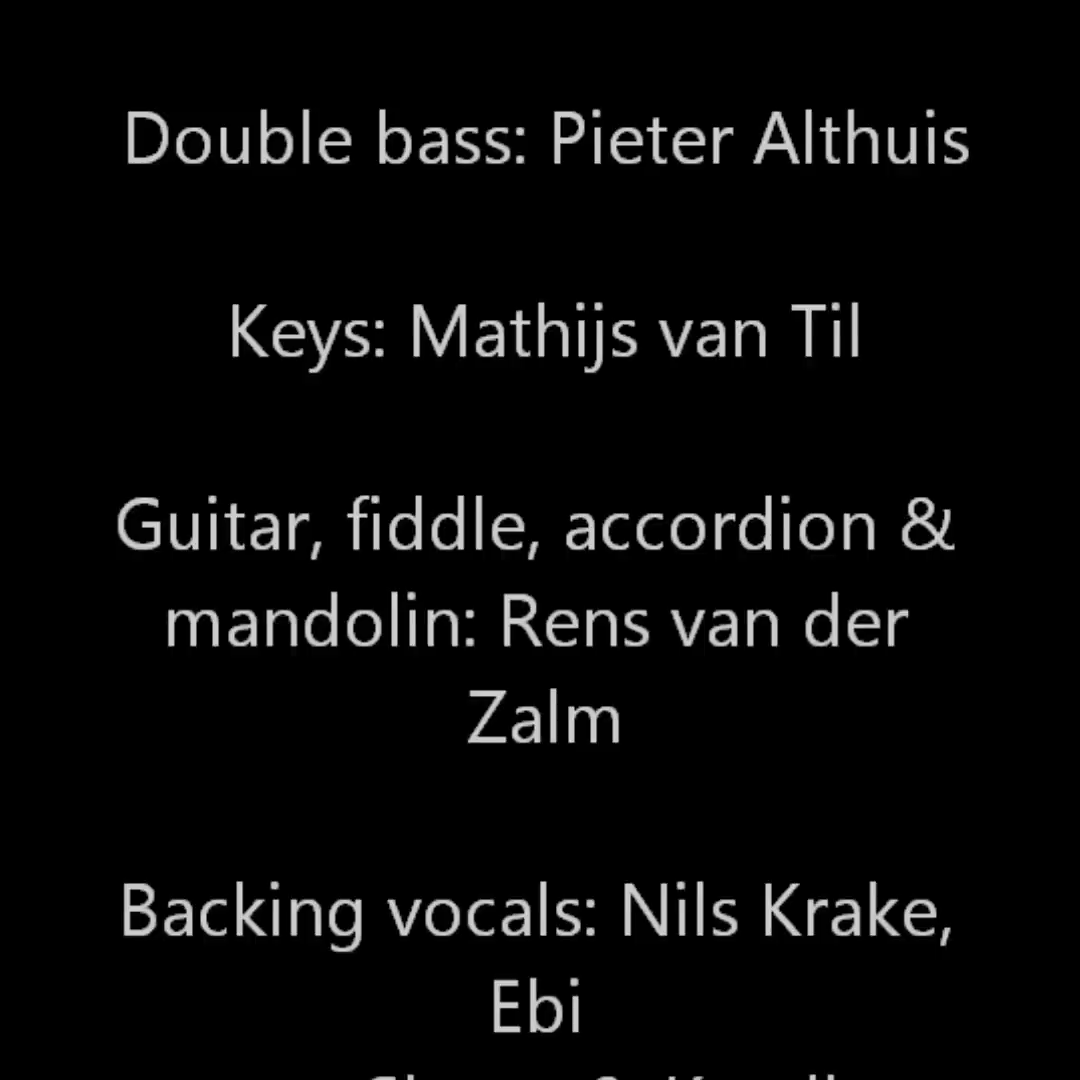 Double bass: Pieter Althuis
Keys: Mathijs van Til
Guitar, fiddle, accordion &
mandolin: Rens van der
Zalm
Backing vocals: Nils Krake,
Ebi
&